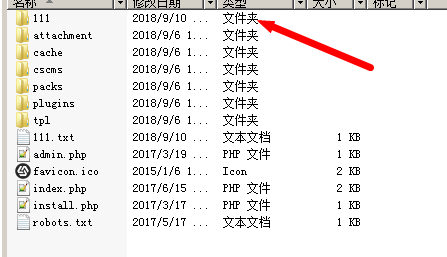 名称 修改日期 类型 大小 标记
111 2018/9/10 ... 文件夹
attachment 2018/9/6 1... 文件夹
cache 2018/9/6 1... 文件夹
cscms 2018/9/6 1... 文件夹
packs 2018/9/6 1... 文件夹
plugins 2018/9/6 1... 文件夹
tpl 2018/9/6 1... 文件夹
111.txt 2018/9/10 ... 文本文档 1 KB
admin.php 2017/3/19 ... PHP 文件 1 KB
favicon.ico 2015/1/6 1... Icon 2 KB
index.php 2017/6/15 ... PHP 文件 2 KB
install.php 2017/3/19 ... PHP 文件 1 KB
robots.txt 2017/5/17 ... 文本文档 1 KB